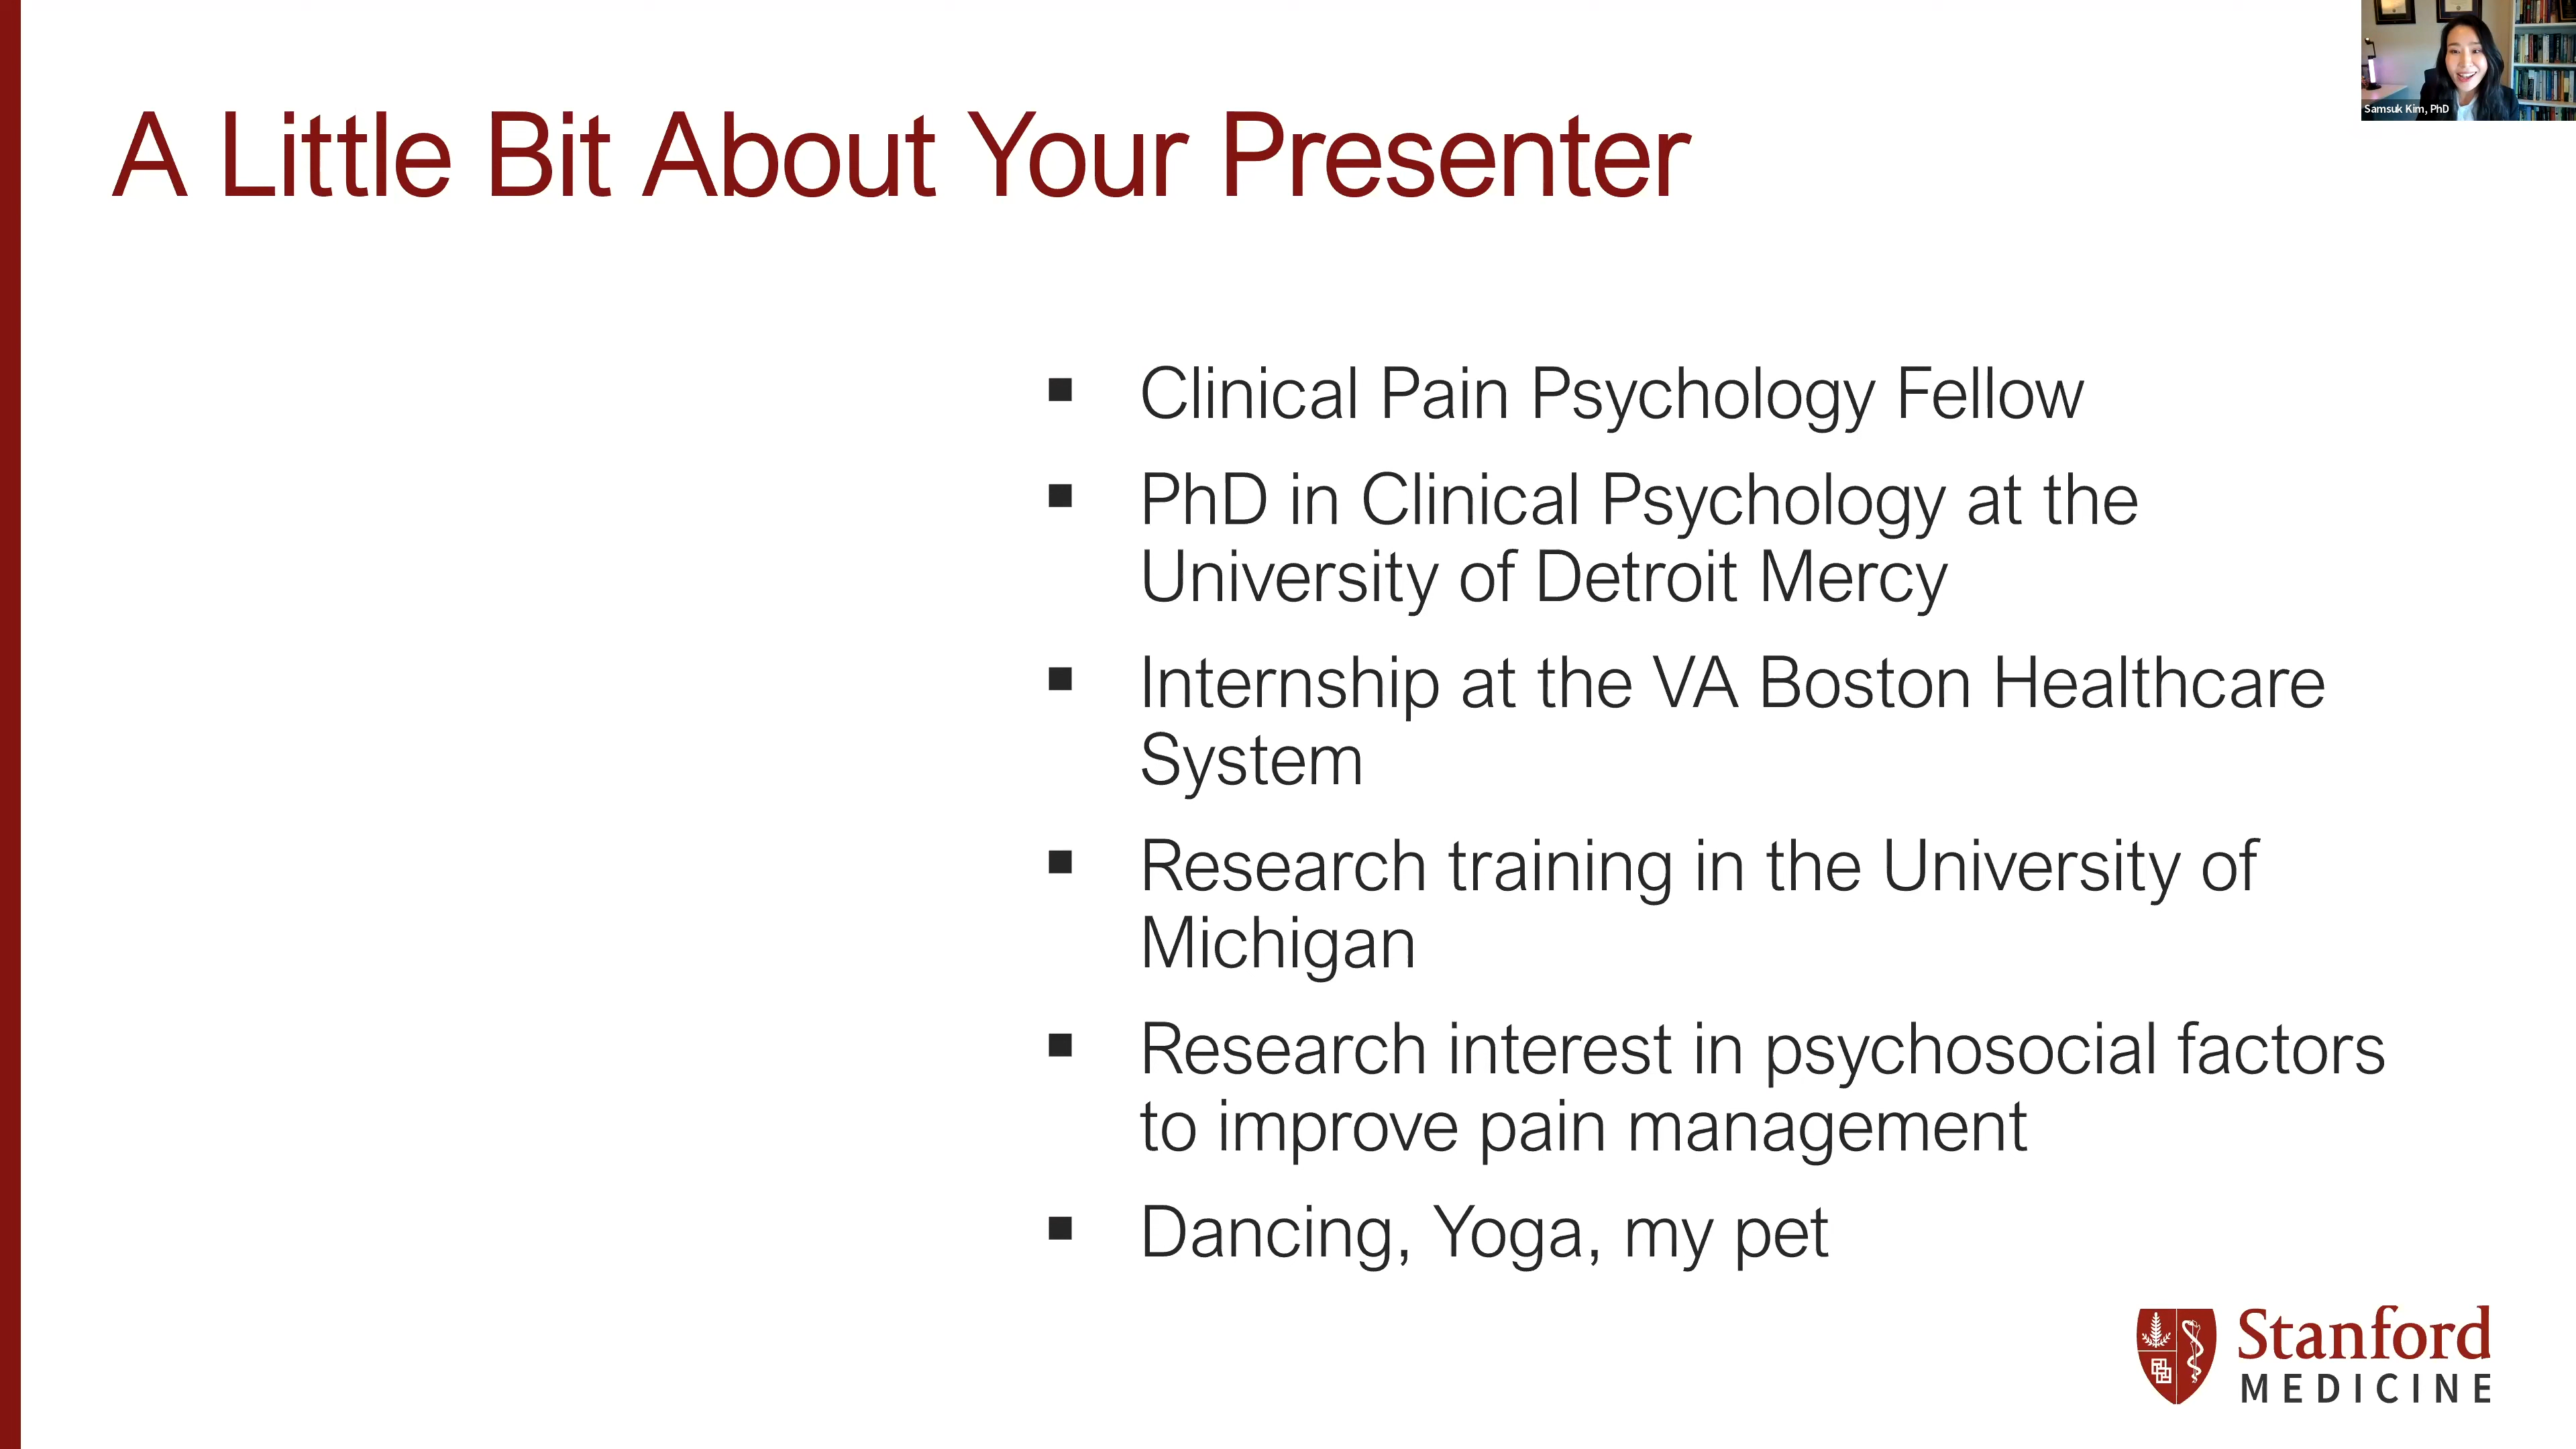 Samsuk Kim, PhD
A Little Bit About Your Presenter
▪ Clinical Pain Psychology Fellow
▪ PhD in Clinical Psychology at the
University of Detroit Mercy
▪ Internship at the VA Boston Healthcare
System
▪ Research training in the University of
Michigan
▪ Research interest in psychosocial factors
to improve pain management
▪ Dancing, Yoga, my pet
Stanford
MEDICINE